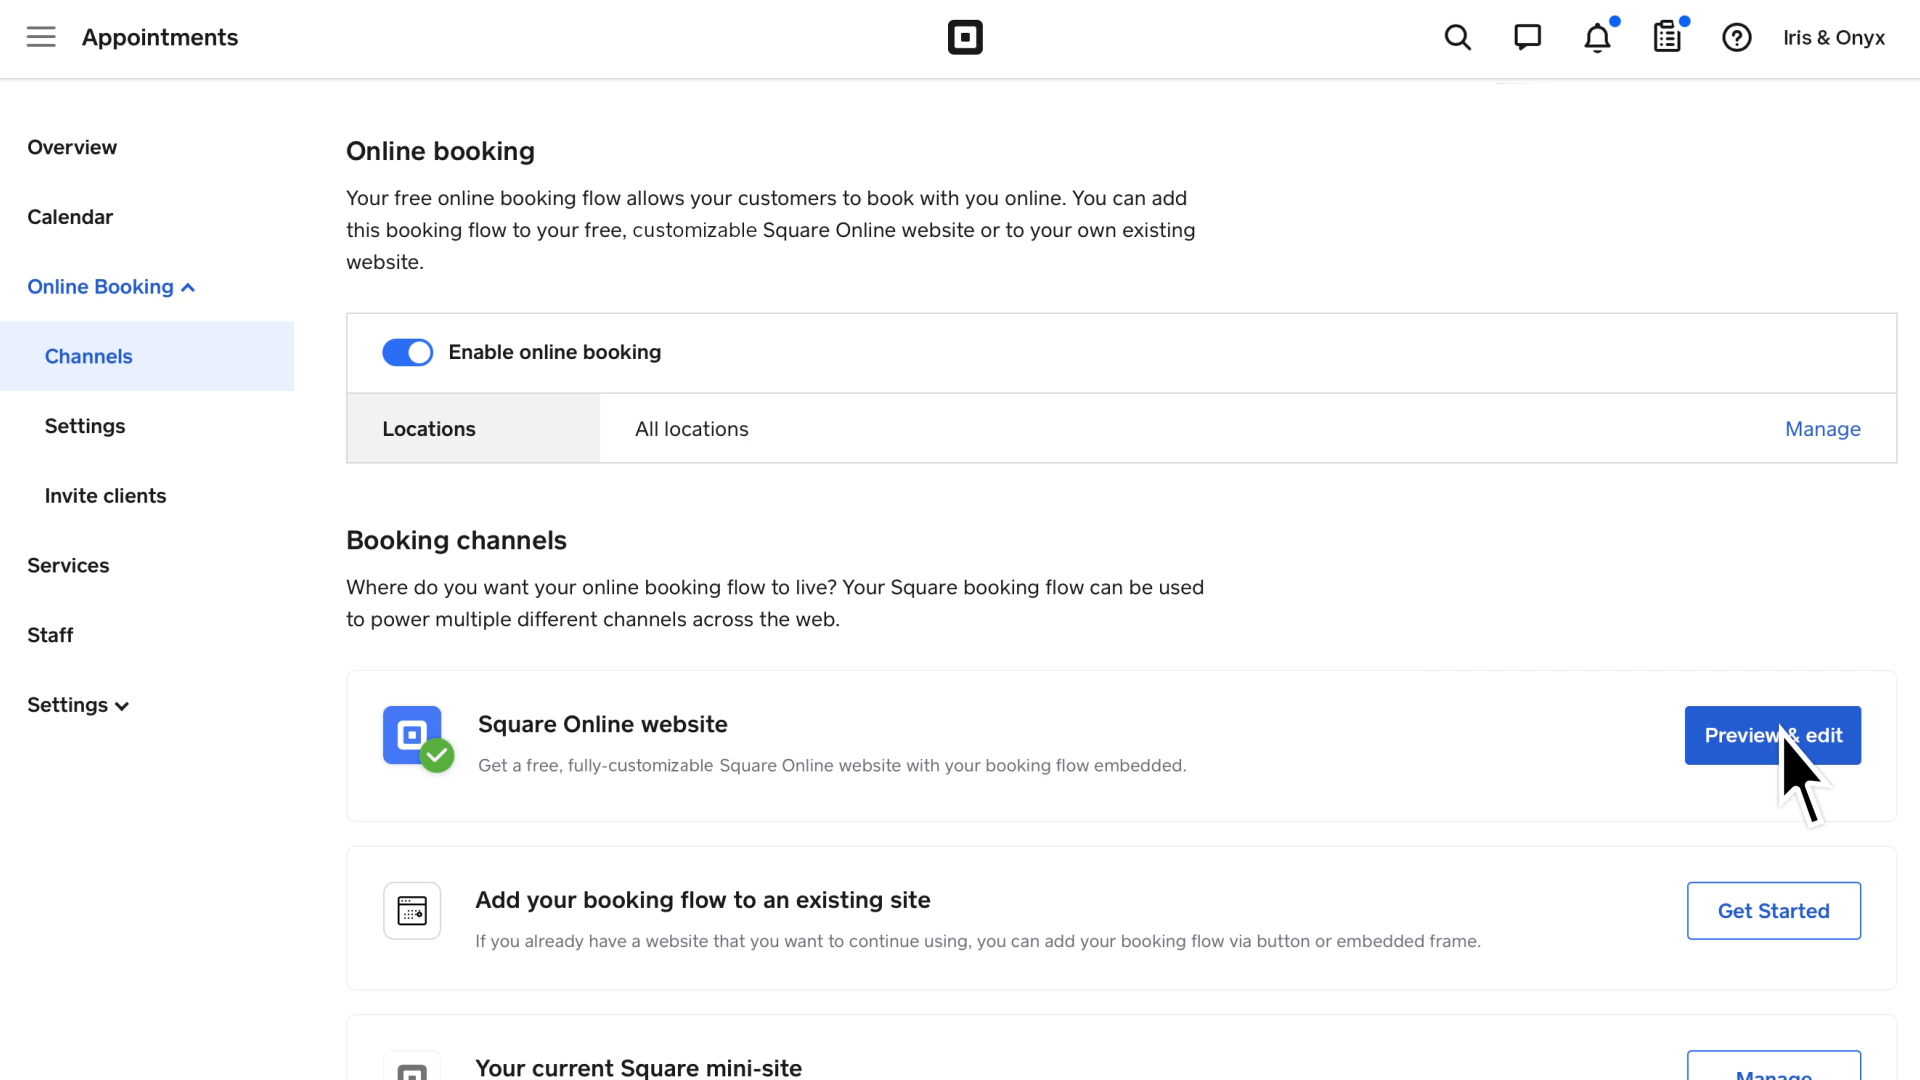 Appointments
Iris & Onyx
Overview
Calendar
Online Booking
Channels
Settings
Invite clients
Services
Staff
Settings
Online booking
Your free online booking flow allows your customers to book with you online. You can add
this booking flow to your free, customizable Square Online website or to your own existing
website.
Enable online booking
Locations
All locations
Manage
Booking channels
Where do you want your online booking flow to live? Your Square booking flow can be used
to power multiple different channels across the web.
Square Online website
Get a free, fully-customizable Square Online website with your booking flow embedded.
Preview & edit
Add your booking flow to an existing site
If you already have a website that you want to continue using, you can add your booking flow via button or embedded frame.
Get Started
Your current Square mini-site
Manage